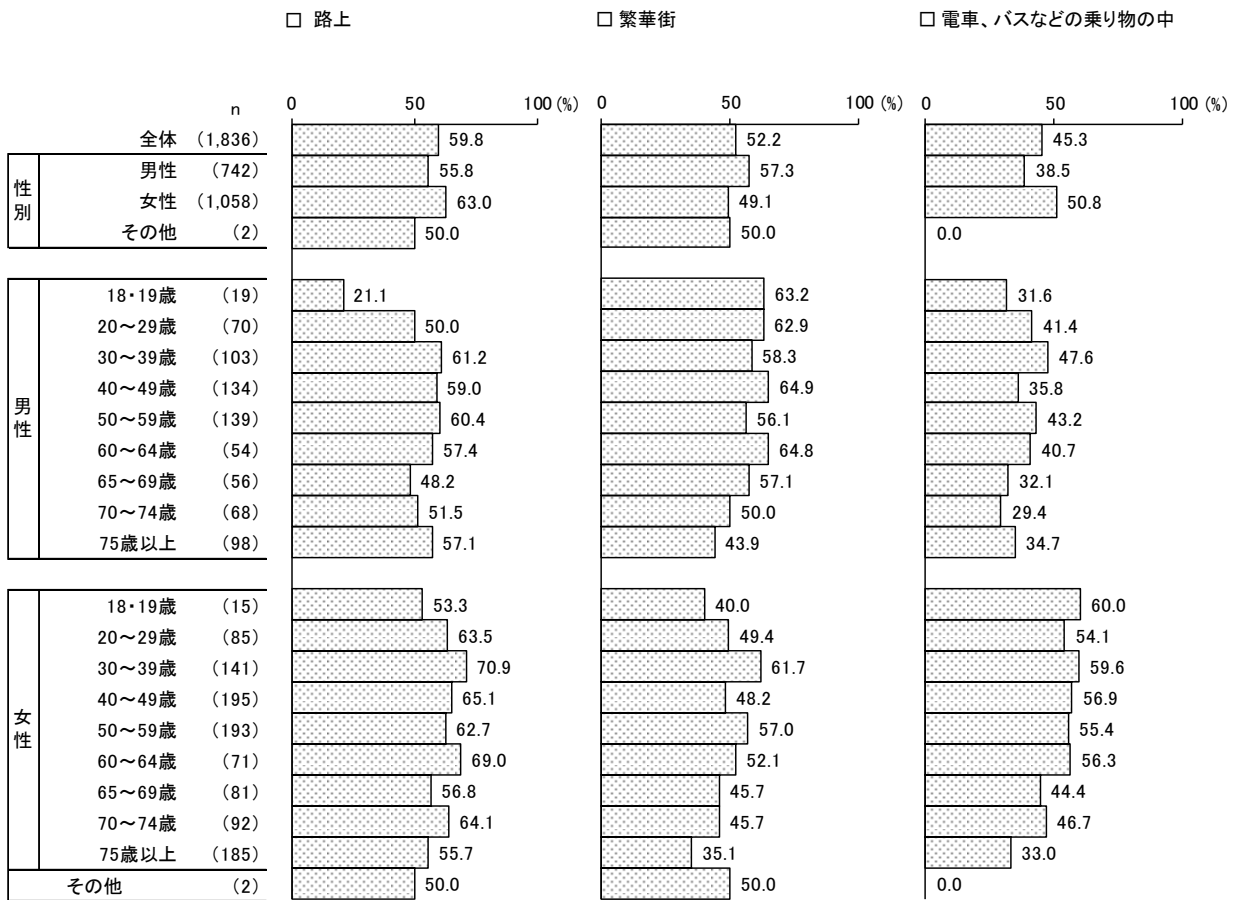 □ 路上 □ 繁華街 □ 電車、バスなどの乗り物の中
n 0 50 100 (%) 0 50 100 (%) 0 50 100 (%)
全体 (1,836) 59.8 52.2 45.3
性別
男性 (742) 55.8 57.3 38.5
女性 (1,058) 63.0 49.1 50.8
その他 (2) 50.0 50.0 0.0
男性
18・19歳 (19) 21.1 63.2 31.6
20～29歳 (70) 50.0 62.9 41.4
30～39歳 (103) 61.2 58.3 47.6
40～49歳 (134) 59.0 64.9 35.8
50～59歳 (139) 60.4 56.1 43.2
60～64歳 (54) 57.4 64.8 40.7
65～69歳 (56) 48.2 57.1 32.1
70～74歳 (68) 51.5 50.0 29.4
75歳以上 (98) 57.1 43.9 34.7
女性
18・19歳 (15) 53.3 40.0 60.0
20～29歳 (85) 63.5 49.4 54.1
30～39歳 (141) 70.9 61.7 59.6
40～49歳 (195) 65.1 48.2 56.9
50～59歳 (193) 62.7 57.0 55.4
60～64歳 (71) 69.0 52.1 56.3
65～69歳 (81) 56.8 45.7 44.4
70～74歳 (92) 64.1 45.7 46.7
75歳以上 (185) 55.7 35.1 33.0
その他 (2) 50.0 50.0 0.0